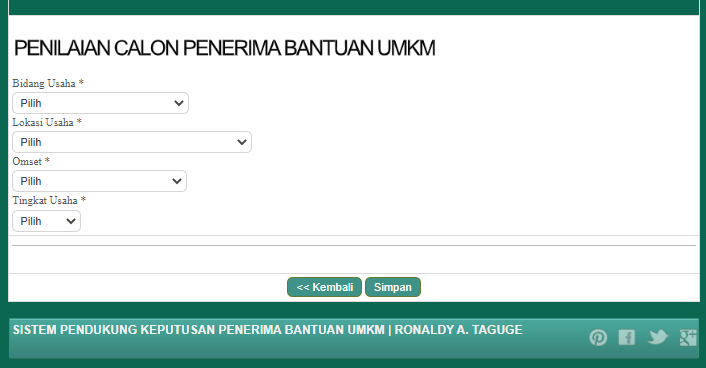 PENILAIAN CALON PENERIMA BANTUAN UMKM
Bidang Usaha *
Pilih
Lokasi Usaha *
Pilih
Omset *
Pilih
Tingkat Usaha *
Pilih
<< Kembali Simpan
SISTEM PENDUKUNG KEPUTUSAN PENERIMA BANTUAN UMKM | RONALDY A. TAGUGE